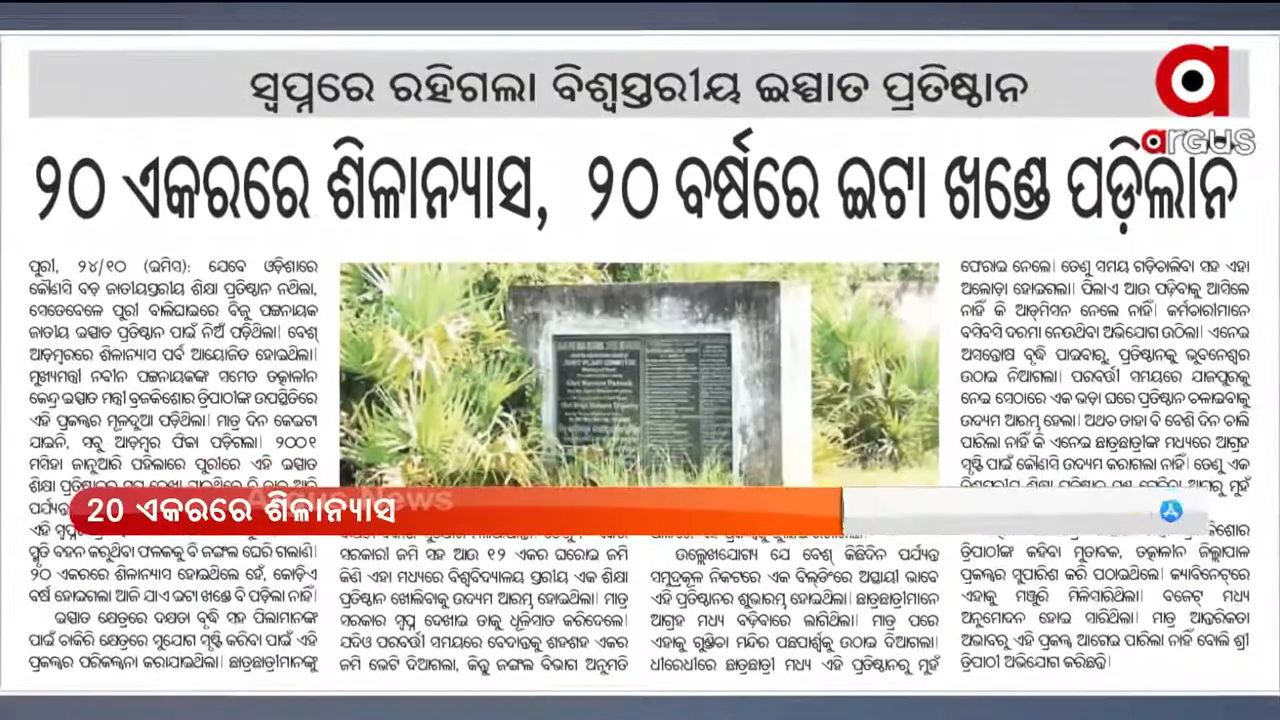 ସ୍ୱପ୍ନରେ ରହିଗଲା ବିଶ୍ୱସ୍ତରୀୟ ଇସ୍ପାତ ପ୍ରତିଷ୍ଠାନ
argus
୨୦ ଏକରରେ ଶିଳାନ୍ୟାସ, ୨୦ ବର୍ଷରେ ଇଟା ଖଣ୍ଡେ ପଡ଼ିଲାନି
ପୁରୀ, ୨୪/୧୦ (ଇମିସ): ଯେବେ ଓଡ଼ିଶାରେ
କୌଣସି ବଡ଼ ଜାତୀୟସ୍ତରୀୟ ଶିକ୍ଷା ପ୍ରତିଷ୍ଠାନ ନଥିଲା,
ସେତେବେଳେ ପୁରୀ ବାଲିଘାଇରେ ବିଜୁ ପଟ୍ଟନାୟକ
ଜାତୀୟ ଇସ୍ପାତ ପ୍ରତିଷ୍ଠାନ ପାଇଁ ନିଅଁ ପଡ଼ିଥିଲା। ବେଶ୍
ଆଡ଼ମ୍ବରରେ ଶିଳାନ୍ୟାସ ପର୍ବ ଆୟୋଜିତ ହୋଇଥିଲା।
ମୁଖ୍ୟମନ୍ତ୍ରୀ ନବୀନ ପଟ୍ଟନାୟକଙ୍କ ସମେତ ତତ୍କାଳୀନ
କେନ୍ଦ୍ର ଇସ୍ପାତ ମନ୍ତ୍ରୀ ବ୍ରଜକିଶୋର ତ୍ରିପାଠୀଙ୍କ ଉପସ୍ଥିତିରେ
ଏହି ପ୍ରକଳ୍ପର ମୂଳଦୁଆ ପଡ଼ିଥିଲା। ମାତ୍ର ଦିନ କେଇଟା
ଯାଇନି, ସବୁ ଆଡ଼ମ୍ବର ଫିକା ପଡ଼ିଗଲା। ୨୦୦୧
ମସିହା ଜାନୁଆରି ପହିଲାରେ ପୁରୀରେ ଏହି ଇସ୍ପାତ
ଶିକ୍ଷା
ପର୍ଯ୍ୟନ୍ତ
ଏହି
ସ୍ମୃତି ବହନ କରୁଥିବା ଫଳକକୁ ବି ଜଙ୍ଗଲ ଘେରି ଗଲାଣି।
୨୦ ଏକରରେ ଶିଳାନ୍ୟାସ ହୋଇଥିଲେ ହେଁ, କୋଡ଼ିଏ
ବର୍ଷ ହୋଇଗଲା ଆଜି ଯାଏ ଇଟା ଖଣ୍ଡେ ବି ପଡ଼ିଲା ନାହିଁ।
ଇସ୍ପାତ କ୍ଷେତ୍ରରେ ଦକ୍ଷତା ବୃଦ୍ଧି ସହ ପିଲାମାନଙ୍କ
ପାଇଁ ଚାକିରି କ୍ଷେତ୍ରରେ ସୁଯୋଗ ସୃଷ୍ଟି କରିବା ପାଇଁ ଏହି
ପ୍ରକଳ୍ପର ପରିକଳ୍ପନା କରାଯାଇଥିଲା। ଛାତ୍ରଛାତ୍ରୀମାନଙ୍କୁ
Argus News
20 ଏକରରେ ଶିଳାନ୍ୟାସ
ସରକାରୀ ଜମି ସହ ଆଉ ୧୨ ଏକର ଘରୋଇ ଜମି
କିଣି ଏହା ମଧ୍ୟରେ ବିଶ୍ୱବିଦ୍ୟାଳୟ ସ୍ତରୀୟ ଏକ ଶିକ୍ଷା
ପ୍ରତିଷ୍ଠାନ ଖୋଲିବାକୁ ଉଦ୍ୟମ ଆରମ୍ଭ ହୋଇଥିଲା। ମାତ୍ର
ସରକାର ସ୍ୱପ୍ନ ଦେଖାଇ ତାକୁ ଧୂଳିସାତ କରିଦେଲେ।
ଯଦିଓ ପରବର୍ତ୍ତୀ ସମୟରେ ବେଦାନ୍ତକୁ ଶହଶହ ଏକର
ଜମି ଭେଟି ଦିଆଗଲା, କିନ୍ତୁ ଜଙ୍ଗଲ ବିଭାଗ ଅନୁମତି
ଉଲ୍ଲେଖଯୋଗ୍ୟ ଯେ ବେଶ୍ କିଛିଦିନ ପର୍ଯ୍ୟନ୍ତ
ସମୁଦ୍ରକୂଳ ନିକଟରେ ଏକ ବିଲ୍ଡିଂରେ ଅସ୍ଥାୟୀ ଭାବେ
ଏହି ପ୍ରତିଷ୍ଠାନର ଶୁଭାରମ୍ଭ ହୋଇଥିଲା। ଛାତ୍ରଛାତ୍ରୀମାନେ
ଆଗ୍ରହ ମଧ୍ୟ ବଢ଼ିବାରେ ଲାଗିଥିଲା। ମାତ୍ର ପରେ
ଏହାକୁ ଗୁଣ୍ଡିଚା ମନ୍ଦିର ପଛପାର୍ଶ୍ୱକୁ ଉଠାଇ ଦିଆଗଲା।
ଧୀରେଧୀରେ ଛାତ୍ରଛାତ୍ରୀ ମଧ୍ୟ ଏହି ପ୍ରତିଷ୍ଠାନରୁ ମୁହଁ
ଫେରାଇ ନେଲେ। ତେଣୁ ସମୟ ଗଡ଼ିଚାଲିବା ସହ ଏହା
ଅଲୋଡ଼ା ହୋଇଗଲା। ପିଲାଏ ଆଉ ପଢ଼ିବାକୁ ଆସିଲେ
ନାହିଁ କି ଆଡ଼ମିସନ ନେଲେ ନାହିଁ। କର୍ମଚାରୀମାନେ
ବସିବସି ଦରମା ନେଉଥିବା ଅଭିଯୋଗ ଉଠିଲା। ଏନେଇ
ଅସନ୍ତୋଷ ବୃଦ୍ଧି ପାଇବାରୁ, ପ୍ରତିଷ୍ଠାନକୁ ଭୁବନେଶ୍ୱର
ଉଠାଇ ନିଆଗଲା। ପରବର୍ତ୍ତୀ ସମୟରେ ଯାଜପୁରକୁ
ନେଇ ସେଠାରେ ଏକ ଭଡ଼ା ଘରେ ପ୍ରତିଷ୍ଠାନ ଚଳାଇବାକୁ
ଉଦ୍ୟମ ଆରମ୍ଭ ହେଲା। ଅଥଚ ତାହା ବି ବେଶି ଦିନ ଚାଲି
ପାରିଲା ନାହିଁ କି ଏନେଇ ଛାତ୍ରଛାତ୍ରୀଙ୍କ ମଧ୍ୟରେ ଆଗ୍ରହ
ସୃଷ୍ଟି ପାଇଁ କୌଣସି ଉଦ୍ୟମ କରାଗଲା ନାହିଁ। ତେଣୁ ଏକ
ତ୍ରିପାଠୀଙ୍କ କହିବା ମୁତାବକ, ତତ୍କାଳୀନ ଜିଲ୍ଲାପାଳ
ପ୍ରକଳ୍ପର ସୁପାରିଶ କରି ପଠାଇଥିଲେ। କ୍ୟାବିନେଟ୍‌ରେ
ଏହାକୁ ମଞ୍ଜୁରି ମିଳିସାରିଥିଲା। ବଜେଟ୍ ମଧ୍ୟ
ଅନୁମୋଦନ ହୋଇ ସାରିଥିଲା। ମାତ୍ର ଆନ୍ତରିକତା
ଅଭାବରୁ ଏହି ପ୍ରକଳ୍ପ ଆଗେଇ ପାରିଲା ନାହିଁ ବୋଲି ଶ୍ରୀ
ତ୍ରିପାଠୀ ଅଭିଯୋଗ କରିଛନ୍ତି।